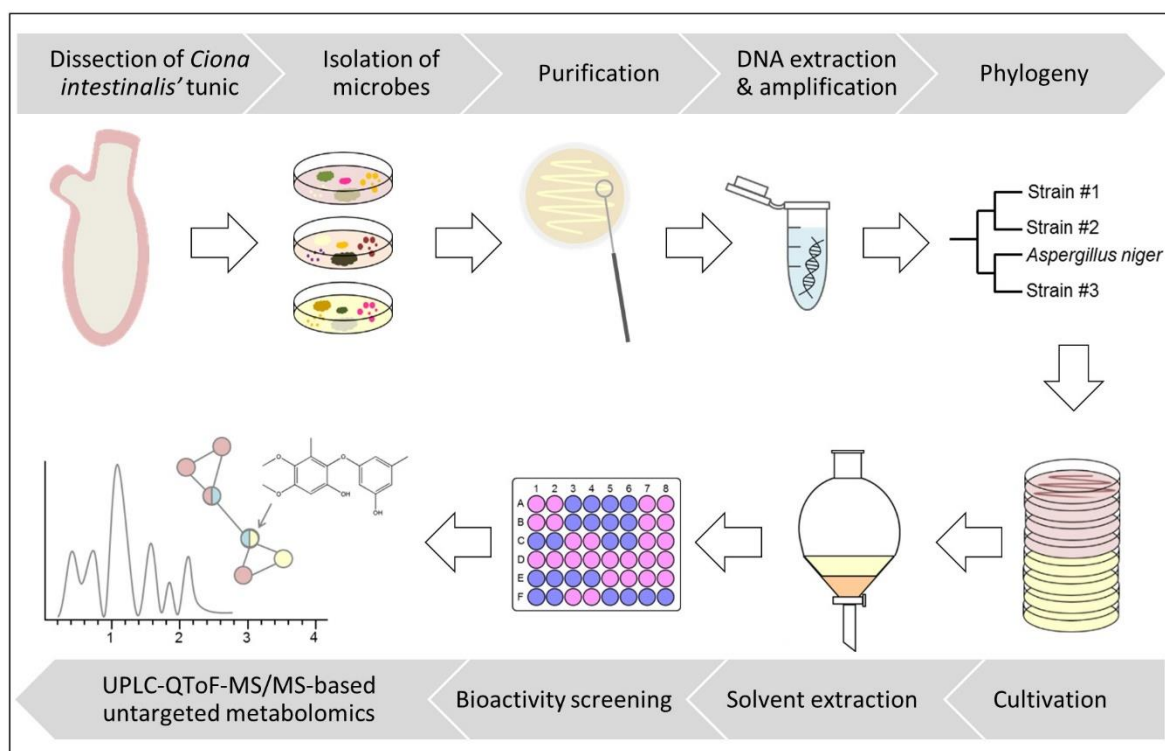 Dissection of Ciona
intestinalis’ tunic
Isolation of
microbes
Purification
DNA extraction
& amplification
Phylogeny
Strain #1
Strain #2
Aspergillus niger
Strain #3
OH
OH
O
O
O
1 2 3 4 5 6 7 8
A
B
C
D
E
F
1 2 3 4
UPLC-QToF-MS/MS-based
untargeted metabolomics
Bioactivity screening
Solvent extraction
Cultivation